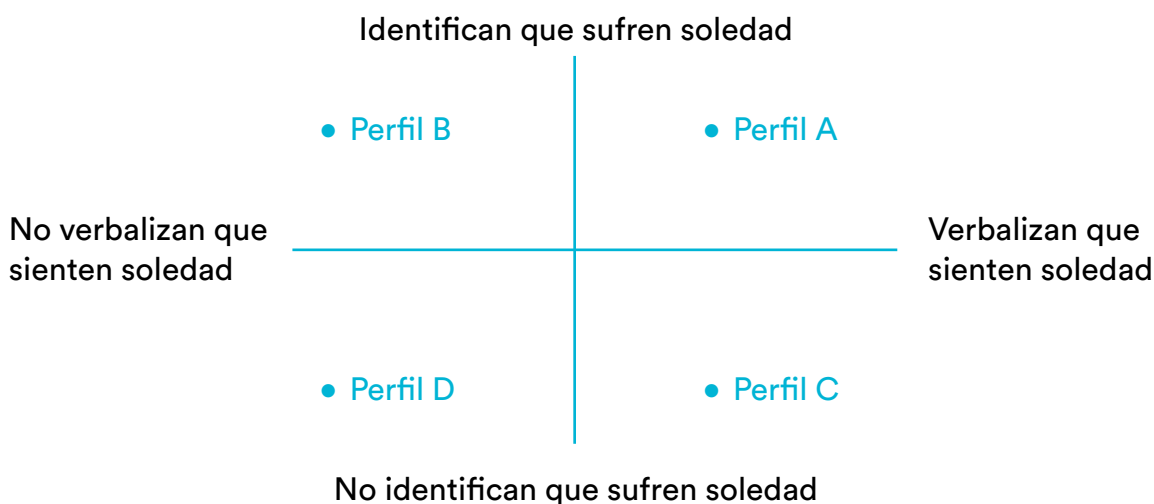 Identifican que sufren soledad
• Perfil B
• Perfil A
No verbalizan que
sienten soledad
Verbalizan que
sienten soledad
• Perfil D
• Perfil C
No identifican que sufren soledad